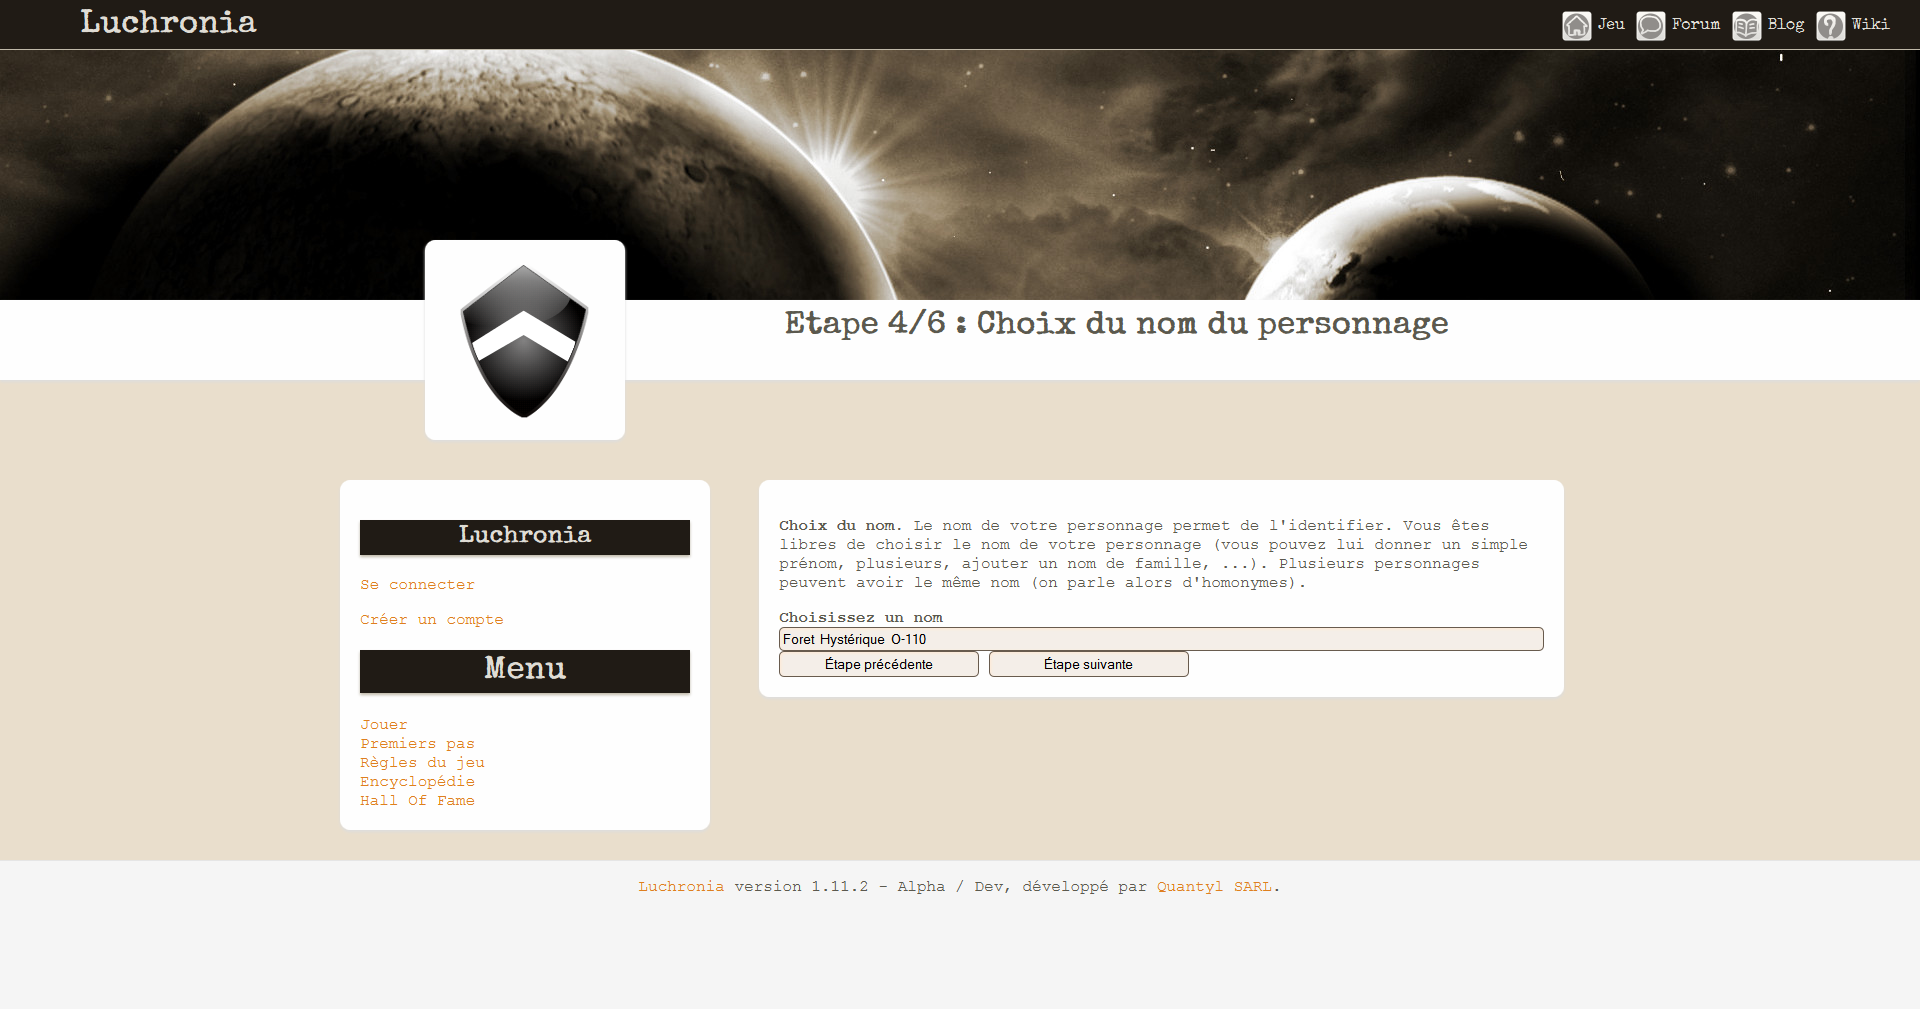 Luchronia
Jeu
Forum
Blog
Wiki
Etape 4/6 : Choix du nom du personnage
Luchronia
Se connecter
Créer un compte
Menu
Jouer
Premiers pas
Règles du jeu
Encyclopédie
Hall Of Fame
Choix du nom. Le nom de votre personnage permet de l'identifier. Vous êtes
libres de choisir le nom de votre personnage (vous pouvez lui donner un simple
prénom, plusieurs, ajouter un nom de famille, ...). Plusieurs personnages
peuvent avoir le même nom (on parle alors d'homonymes).
Choisissez un nom
Foret Hystérique O-110
Étape précédente
Étape suivante
Luchronia version 1.11.2 - Alpha / Dev, développé par Quantyl SARL.